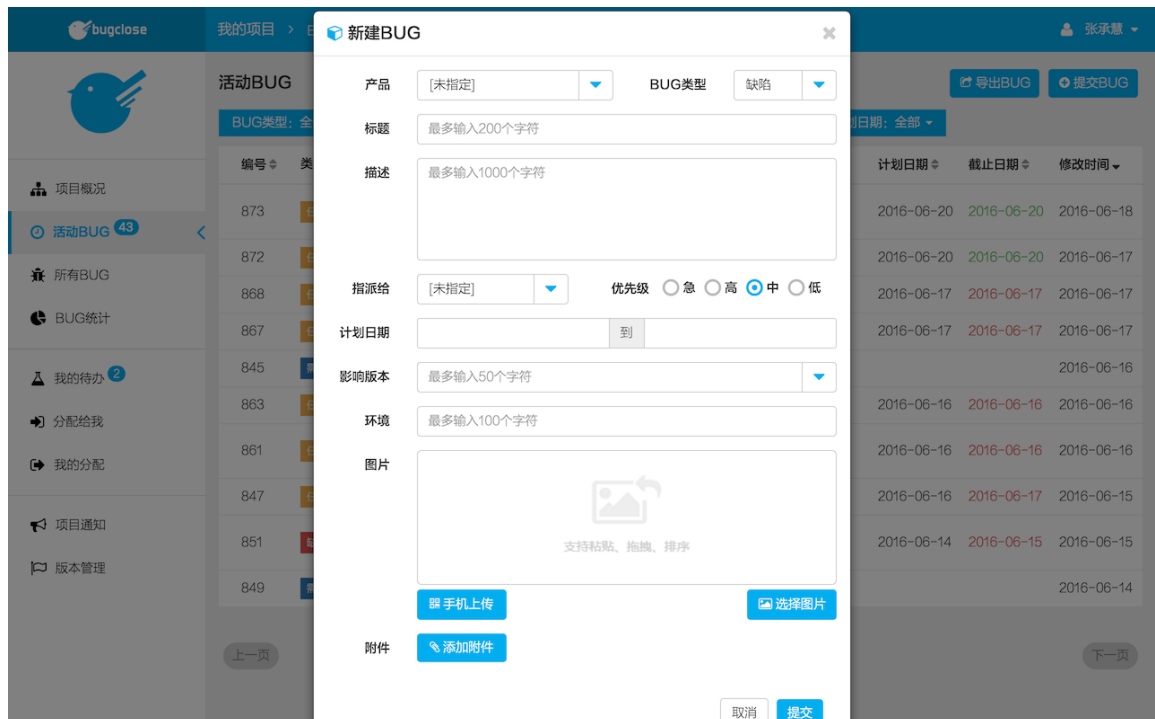 bugclose
我的项目 >
张承慧
项目概况
活动BUG 43
所有BUG
BUG统计
我的待办 2
分配给我
我的分配
项目通知
版本管理
活动BUG
导出BUG 提交BUG
BUG类型: 全
日期: 全部
编号 类 计划日期 截止日期 修改时间
873 2016-06-20 2016-06-20 2016-06-18
872 2016-06-20 2016-06-20 2016-06-17
868 2016-06-17 2016-06-17 2016-06-17
867 2016-06-17 2016-06-17 2016-06-17
845 2016-06-16
863 2016-06-16 2016-06-16 2016-06-16
861 2016-06-16 2016-06-16 2016-06-16
847 2016-06-16 2016-06-17 2016-06-15
851 2016-06-14 2016-06-15 2016-06-15
849 2016-06-14
上一页 下一页
新建BUG ×
产品 [未指定] BUG类型 缺陷
标题 最多输入200个字符
描述 最多输入1000个字符
指派给 [未指定] 优先级 急 高 中 低
计划日期 到
影响版本 最多输入50个字符
环境 最多输入100个字符
图片
支持粘贴、拖拽、排序
手机上传 选择图片
附件 添加附件
取消 提交